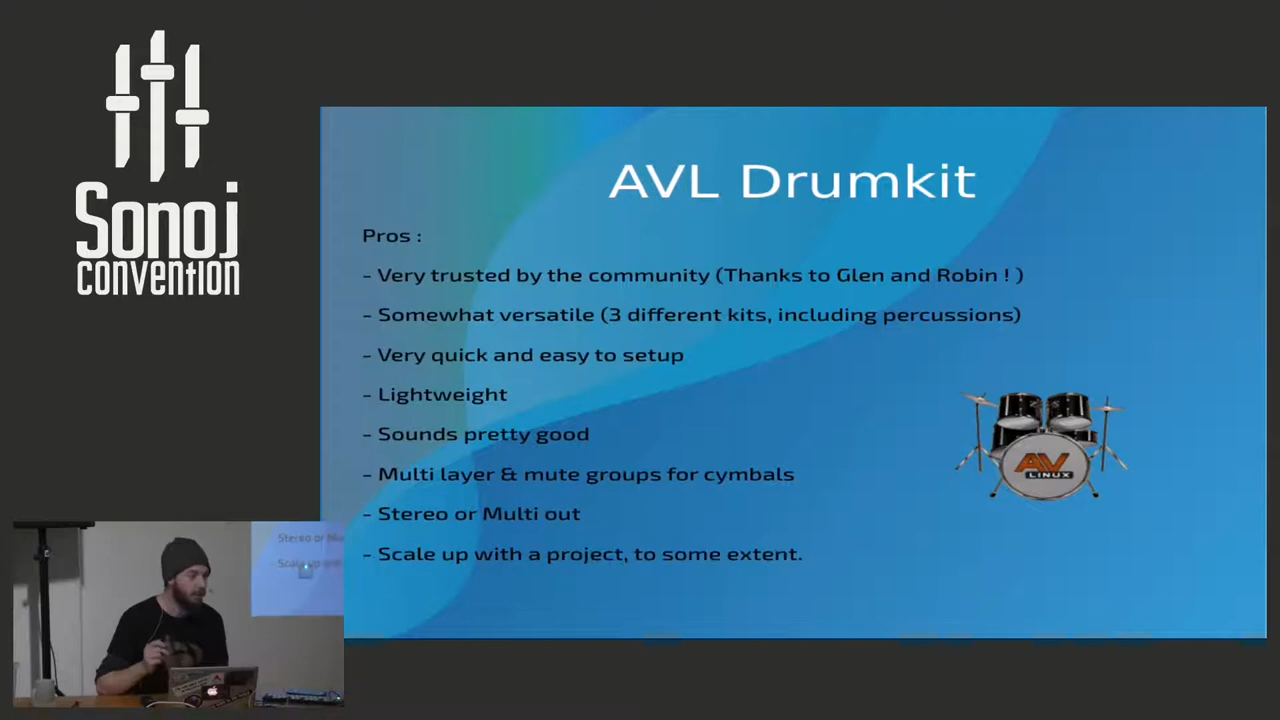 Sonoj
convention
AVL Drumkit
Pros :
- Very trusted by the community (Thanks to Glen and Robin ! )
- Somewhat versatile (3 different kits, including percussions)
- Very quick and easy to setup
- Lightweight
- Sounds pretty good
- Multi layer & mute groups for cymbals
- Stereo or Multi out
- Scale up with a project, to some extent.
AV
LINUX
Stereo or